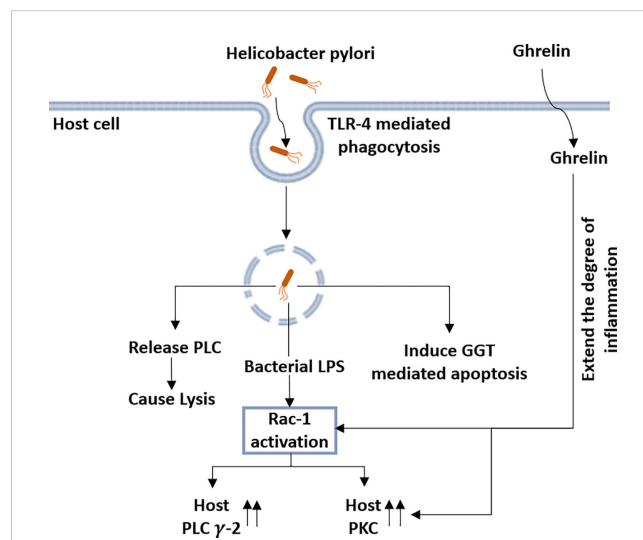 Helicobacter pylori
Ghrelin
Host cell
TLR-4 mediated
phagocytosis
Ghrelin
Extend the degree of
inflammation
Release PLC
Cause Lysis
Bacterial LPS
Induce GGT
mediated apoptosis
Rac-1
activation
Host
PLC γ-2
Host
PKC